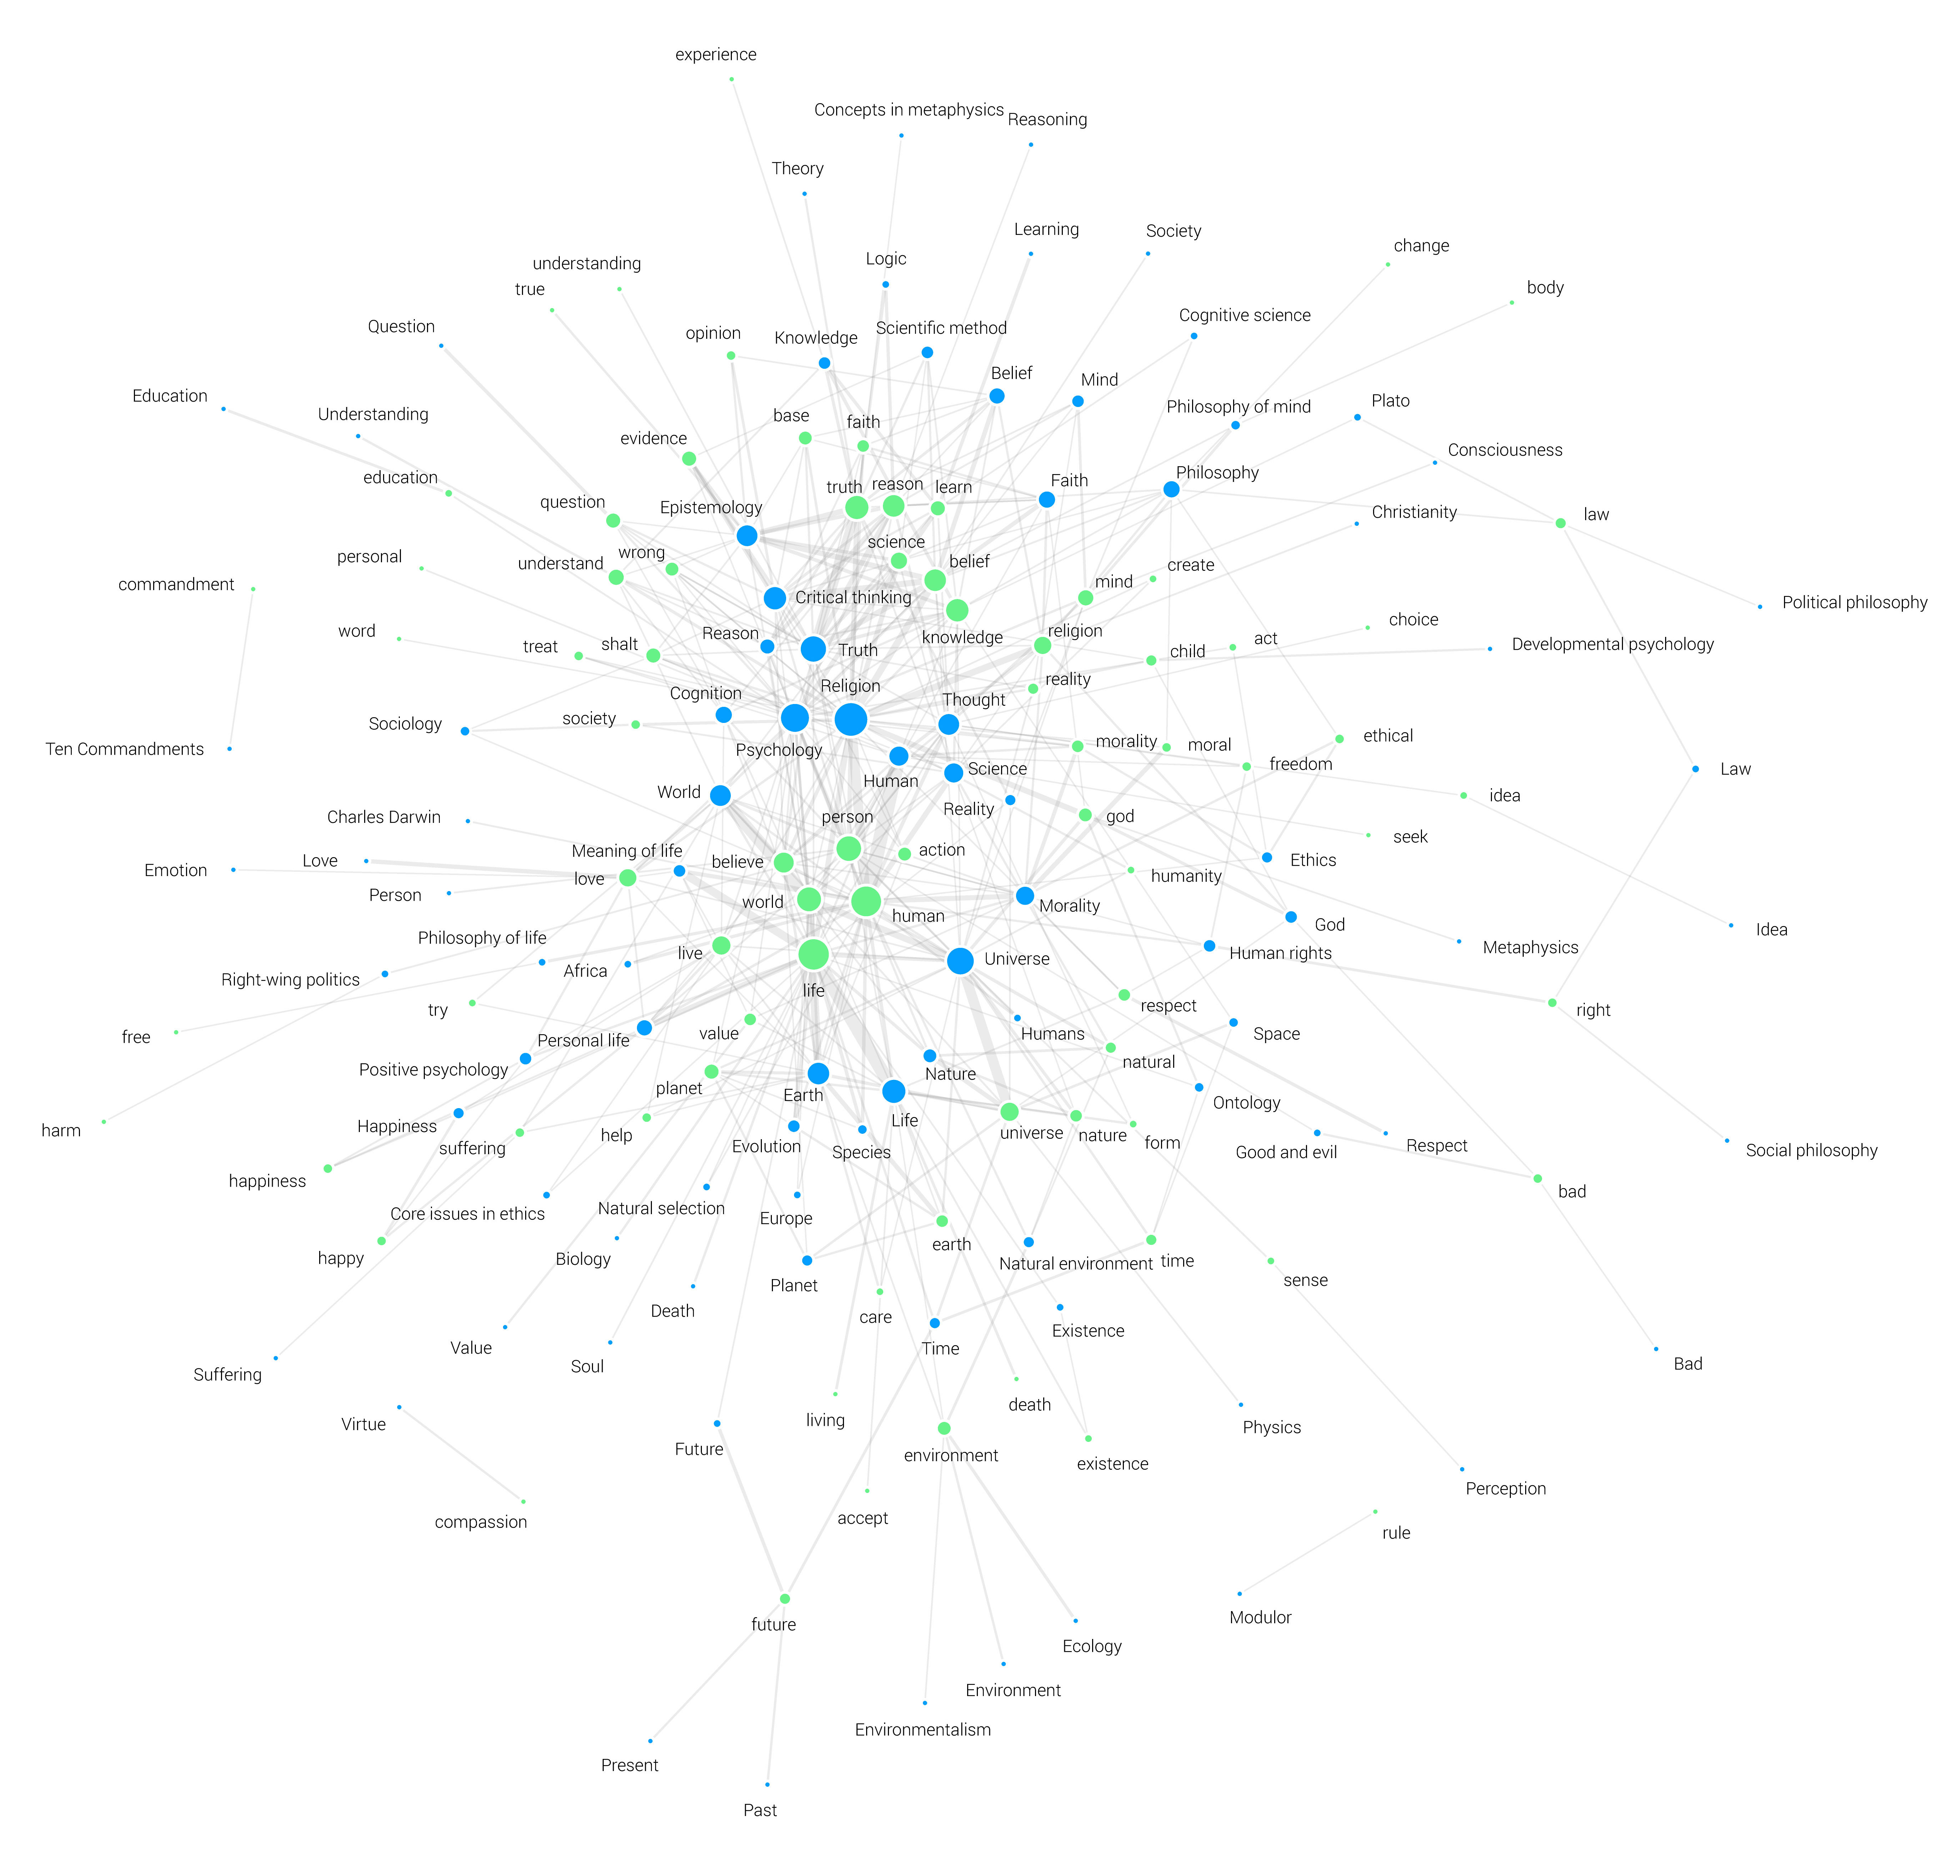 experience
Concepts in metaphysics
Reasoning
Theory
Learning
Society
change
Logic
understanding
true
body
Question
opinion
Knowledge
Scientific method
Cognitive science
Belief
Mind
Education
Understanding
base
faith
Philosophy of mind
Plato
evidence
Consciousness
education
truth
reason
learn
Faith
Philosophy
question
Epistemology
Christianity
law
personal
understand
wrong
science
belief
mind
create
commandment
Critical thinking
Political philosophy
word
treat
shalt
Reason
Truth
knowledge
religion
child
act
choice
Developmental psychology
Cognition
Religion
Thought
reality
Sociology
society
Ten Commandments
Psychology
Human
Science
morality
moral
freedom
ethical
Law
World
Reality
idea
Charles Darwin
person
god
seek
Emotion
Love
Meaning of life
love
believe
action
Ethics
Person
world
human
Morality
humanity
Philosophy of life
God
Idea
Right-wing politics
Africa
live
Universe
Human rights
Metaphysics
try
life
respect
right
free
Personal life
value
Humans
Space
Positive psychology
planet
Earth
Nature
natural
Ontology
harm
Happiness
suffering
help
Evolution
Species
Life
universe
nature
form
Good and evil
Respect
Social philosophy
happiness
Core issues in ethics
Natural selection
Europe
bad
happy
Biology
Planet
earth
Natural environment
time
sense
Value
Death
care
Time
Existence
Suffering
Soul
Bad
Virtue
living
death
Physics
Future
environment
existence
Perception
compassion
accept
rule
future
Modulor
Ecology
Environment
Environmentalism
Present
Past